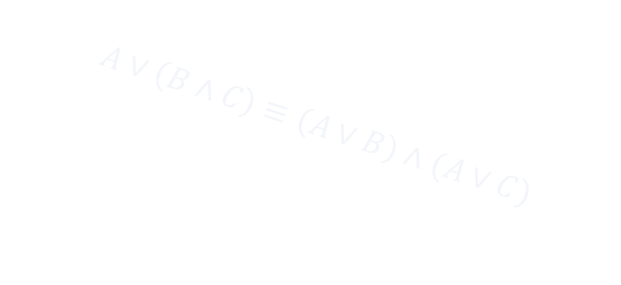 A ∨ (B ∧ C) ≡ (A ∨ B) ∧ (A ∨ C)